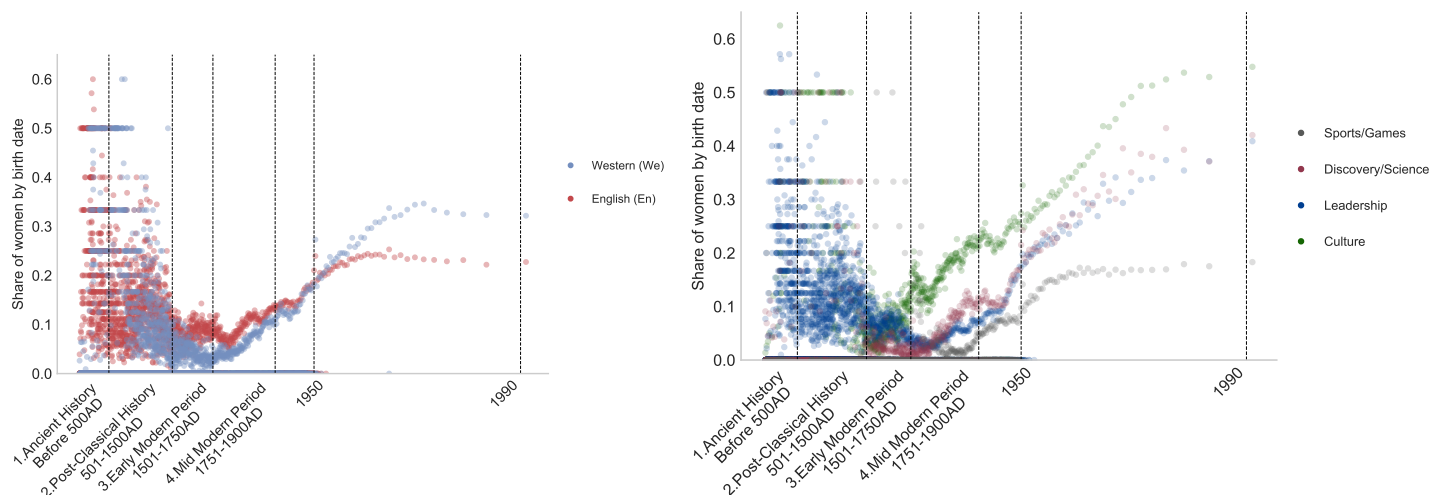 Share of women by birth date
0.6
0.5
0.4
0.3
0.2
0.1
0.0
1.Ancient History
Before 500AD
2.Post-Classical History
501-1500AD
3.Early Modern Period
1501-1750AD
4.Mid Modern Period
1751-1900AD
1950
1990
Western (We)
English (En)
Share of women by birth date
0.6
0.5
0.4
0.3
0.2
0.1
0.0
1.Ancient History
Before 500AD
2.Post-Classical History
501-1500AD
3.Early Modern Period
1501-1750AD
4.Mid Modern Period
1751-1900AD
1950
1990
Sports/Games
Discovery/Science
Leadership
Culture